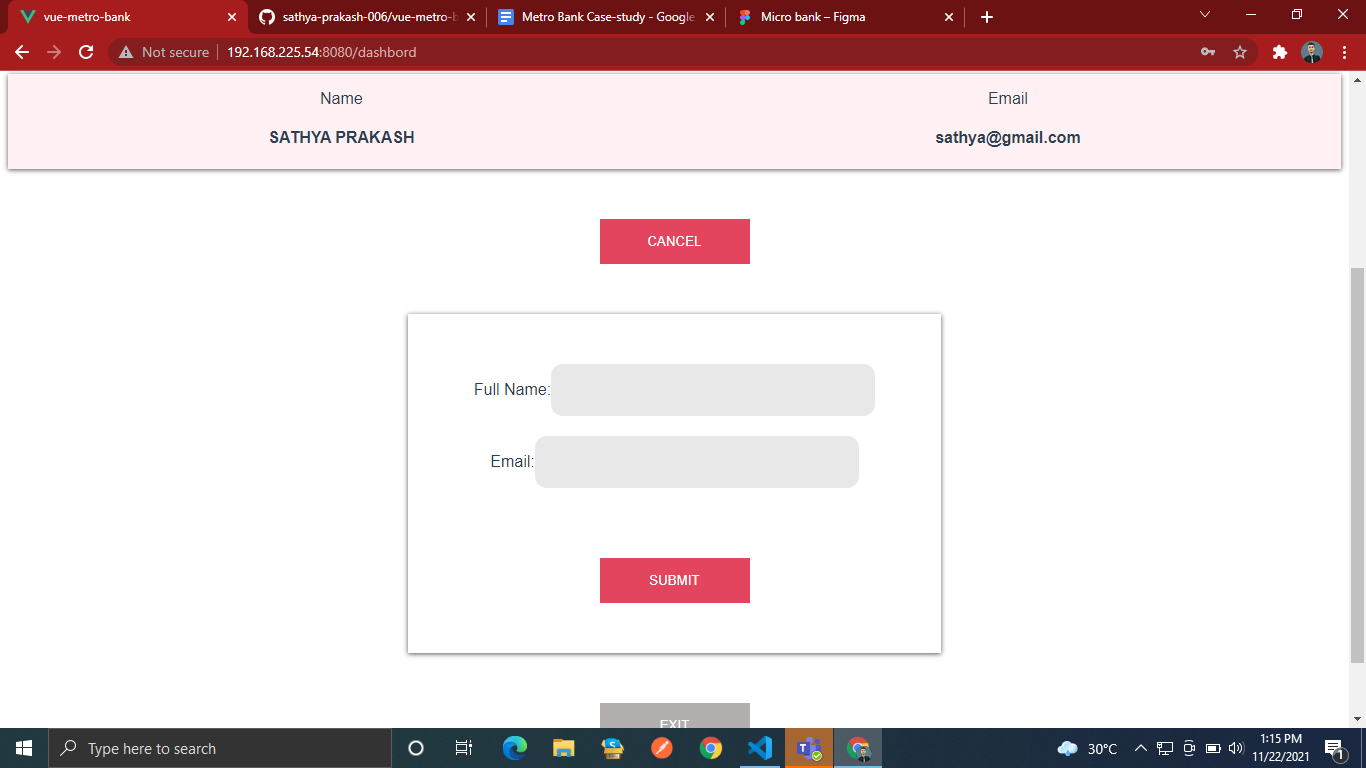 vue-metro-bank
sathya-prakash-006/vue-metro-b
Metro Bank Case-study - Google
Micro bank – Figma
Not secure
192.168.225.54:8080/dashbord
Name
Email
SATHYA PRAKASH
sathya@gmail.com
CANCEL
Full Name:
Email:
SUBMIT
EXIT
Type here to search
30°C
1:15 PM
11/22/2021
1